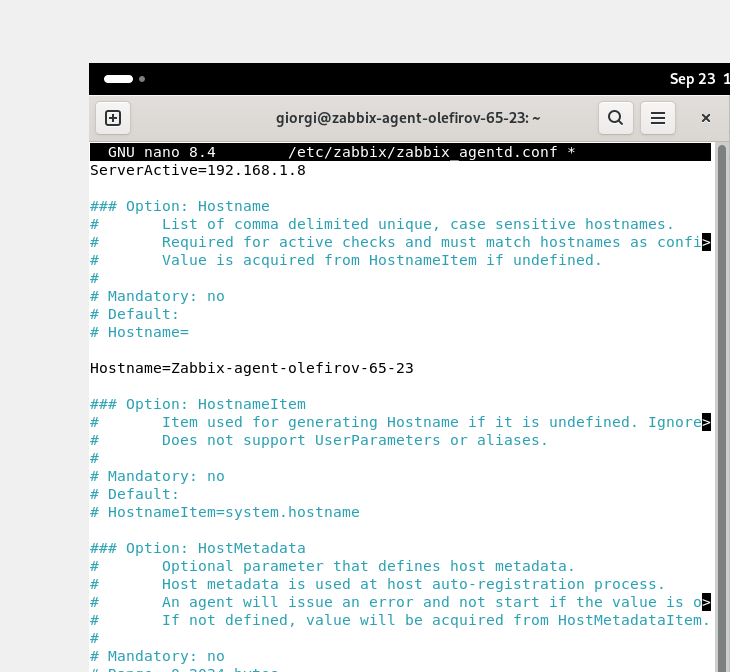 Sep 23
giorgi@zabbix-agent-olefirov-65-23: ~
GNU nano 8.4 /etc/zabbix/zabbix_agentd.conf *
ServerActive=192.168.1.8
### Option: Hostname
# List of comma delimited unique, case sensitive hostnames.
# Required for active checks and must match hostnames as confi>
# Value is acquired from HostnameItem if undefined.
#
# Mandatory: no
# Default:
# Hostname=
Hostname=Zabbix-agent-olefirov-65-23
### Option: HostnameItem
# Item used for generating Hostname if it is undefined. Ignore>
# Does not support UserParameters or aliases.
#
# Mandatory: no
# Default:
# HostnameItem=system.hostname
### Option: HostMetadata
# Optional parameter that defines host metadata.
# Host metadata is used at host auto-registration process.
# An agent will issue an error and not start if the value is o>
# If not defined, value will be acquired from HostMetadataItem.
#
# Mandatory: no